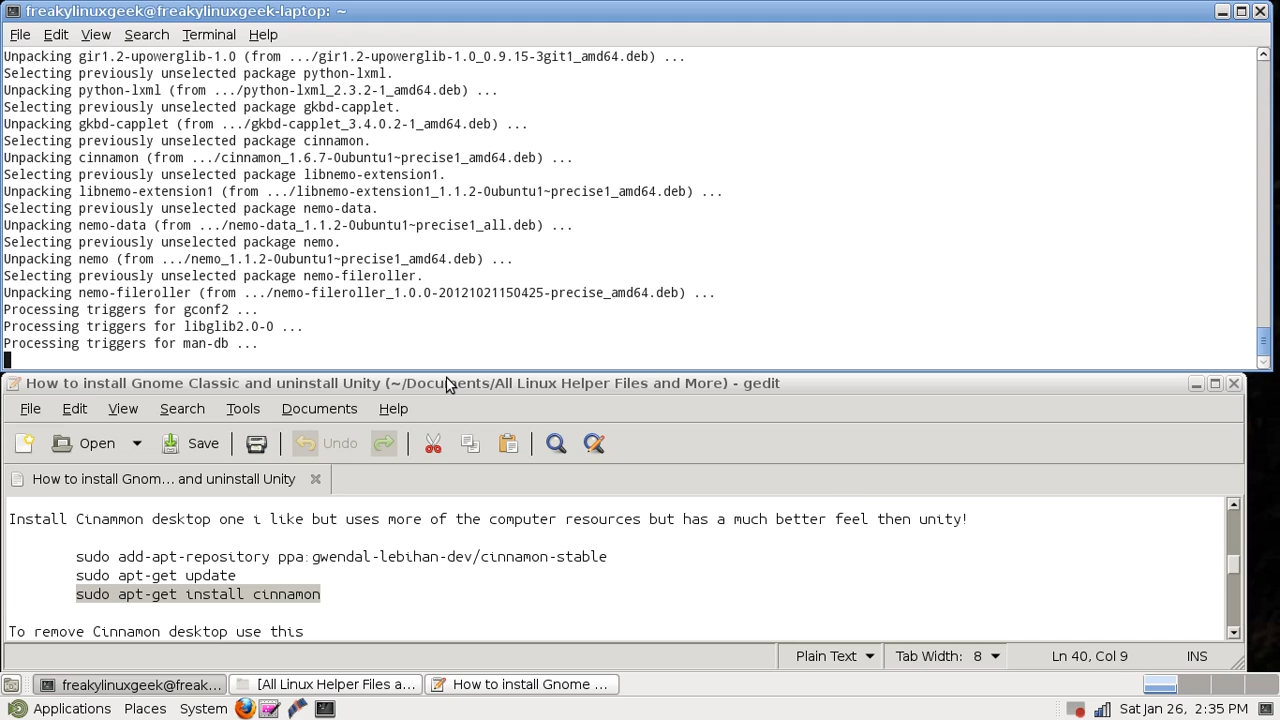 freakylinuxgeek@freakylinuxgeek-laptop: ~
File Edit View Search Terminal Help
Unpacking gir1.2-upowerglib-1.0 (from .../gir1.2-upowerglib-1.0_0.9.15-3git1_amd64.deb) ...
Selecting previously unselected package python-lxml.
Unpacking python-lxml (from .../python-lxml_2.3.2-1_amd64.deb) ...
Selecting previously unselected package gkbd-capplet.
Unpacking gkbd-capplet (from .../gkbd-capplet_3.4.0.2-1_amd64.deb) ...
Selecting previously unselected package cinnamon.
Unpacking cinnamon (from .../cinnamon_1.6.7-0ubuntu1~precise1_amd64.deb) ...
Selecting previously unselected package libnemo-extension1.
Unpacking libnemo-extension1 (from .../libnemo-extension1_1.1.2-0ubuntu1~precise1_amd64.deb) ...
Selecting previously unselected package nemo-data.
Unpacking nemo-data (from .../nemo-data_1.1.2-0ubuntu1~precise1_all.deb) ...
Selecting previously unselected package nemo.
Unpacking nemo (from .../nemo_1.1.2-0ubuntu1~precise1_amd64.deb) ...
Selecting previously unselected package nemo-fileroller.
Unpacking nemo-fileroller (from .../nemo-fileroller_1.0.0-20121021150425-precise_amd64.deb) ...
Processing triggers for gconf2 ...
Processing triggers for libglib2.0-0 ...
Processing triggers for man-db ...
How to install Gnome Classic and uninstall Unity (~/Documents/All Linux Helper Files and More) - gedit
File Edit View Search Tools Documents Help
Open Save Undo
How to install Gnom... and uninstall Unity
Install Cinammon desktop one i like but uses more of the computer resources but has a much better feel then unity!
sudo add-apt-repository ppa:gwendal-lebihan-dev/cinnamon-stable
sudo apt-get update
sudo apt-get install cinnamon
To remove Cinnamon desktop use this
Plain Text Tab Width: 8 Ln 40, Col 9 INS
freakylinuxgeek@freak... [All Linux Helper Files a... How to install Gnome ...
Applications Places System Sat Jan 26, 2:35 PM